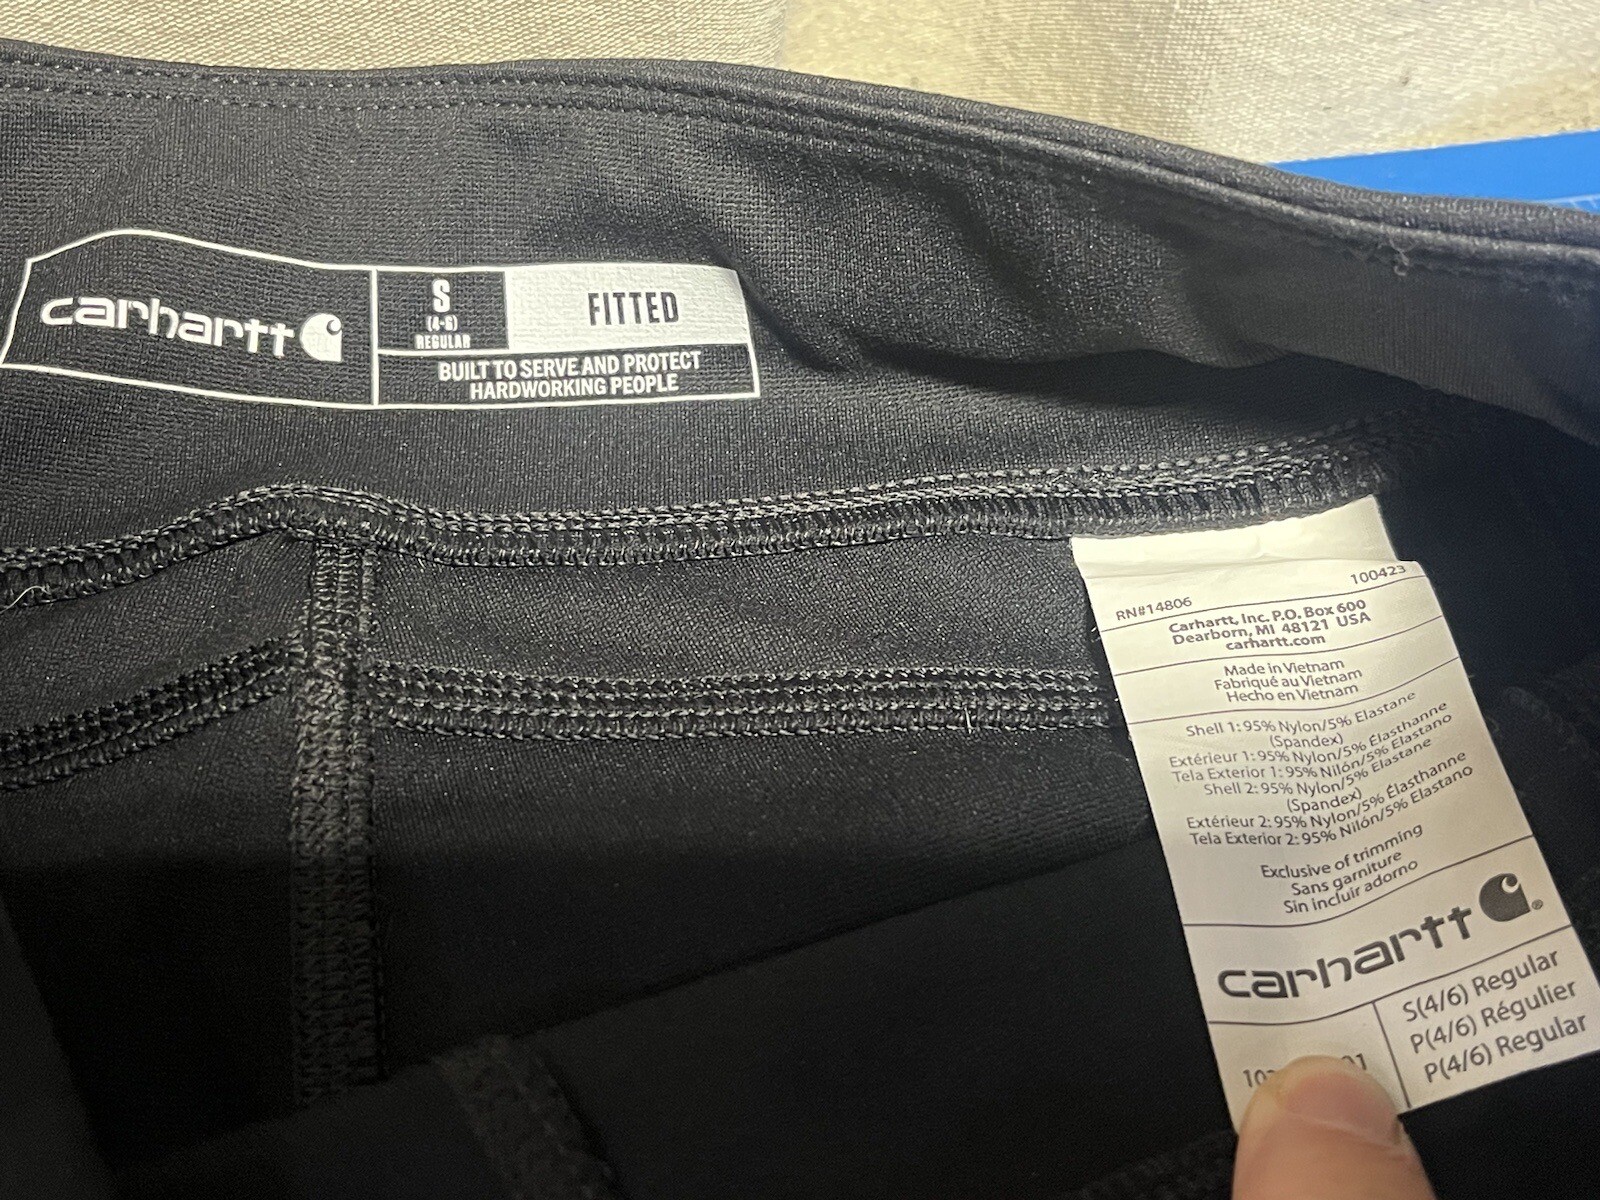 carhartt
S
(4-6)
REGULAR
FITTED
BUILT TO SERVE AND PROTECT
HARDWORKING PEOPLE
RN#14806 100423
Carhartt, Inc. P.O. Box 600
Dearborn, MI 48121 USA
carhartt.com
Made in Vietnam
Fabriqué au Vietnam
Hecho en Vietnam
Shell 1: 95% Nylon/5% Elastane
(Spandex)
Extérieur 1: 95% Nylon/5% Élasthanne
Tela Exterior 1: 95% Nilón/5% Elastano
Shell 2: 95% Nylon/5% Elastane
(Spandex)
Extérieur 2: 95% Nylon/5% Élasthanne
Tela Exterior 2: 95% Nilón/5% Elastano
Exclusive of trimming
Sans garniture
Sin incluir adorno
carhartt
S(4/6) Regular
P(4/6) Régulier
P(4/6) Regular